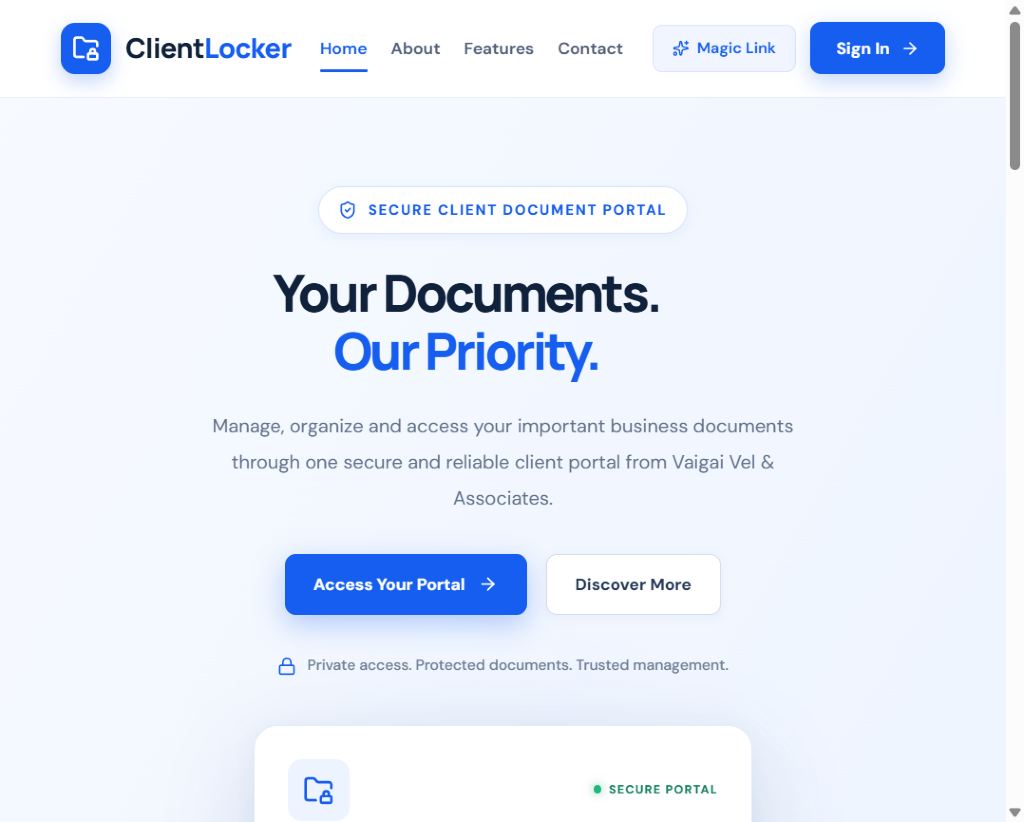 ClientLocker
Home
About
Features
Contact
Magic Link
Sign In
SECURE CLIENT DOCUMENT PORTAL
Your Documents.
Our Priority.
Manage, organize and access your important business documents
through one secure and reliable client portal from Vaigai Vel &
Associates.
Access Your Portal
Discover More
Private access. Protected documents. Trusted management.
SECURE PORTAL